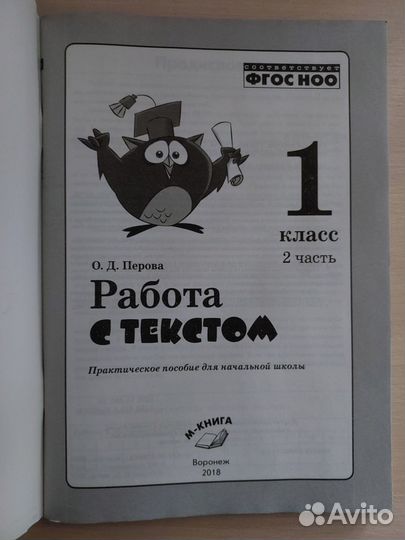 соответствует
ФГОС НОО
1
класс
2 часть
О. Д. Перова
Работа
С ТЕКСТОМ
Практическое пособие для начальной школы
М-КНИГА
Воронеж
2018
Avito